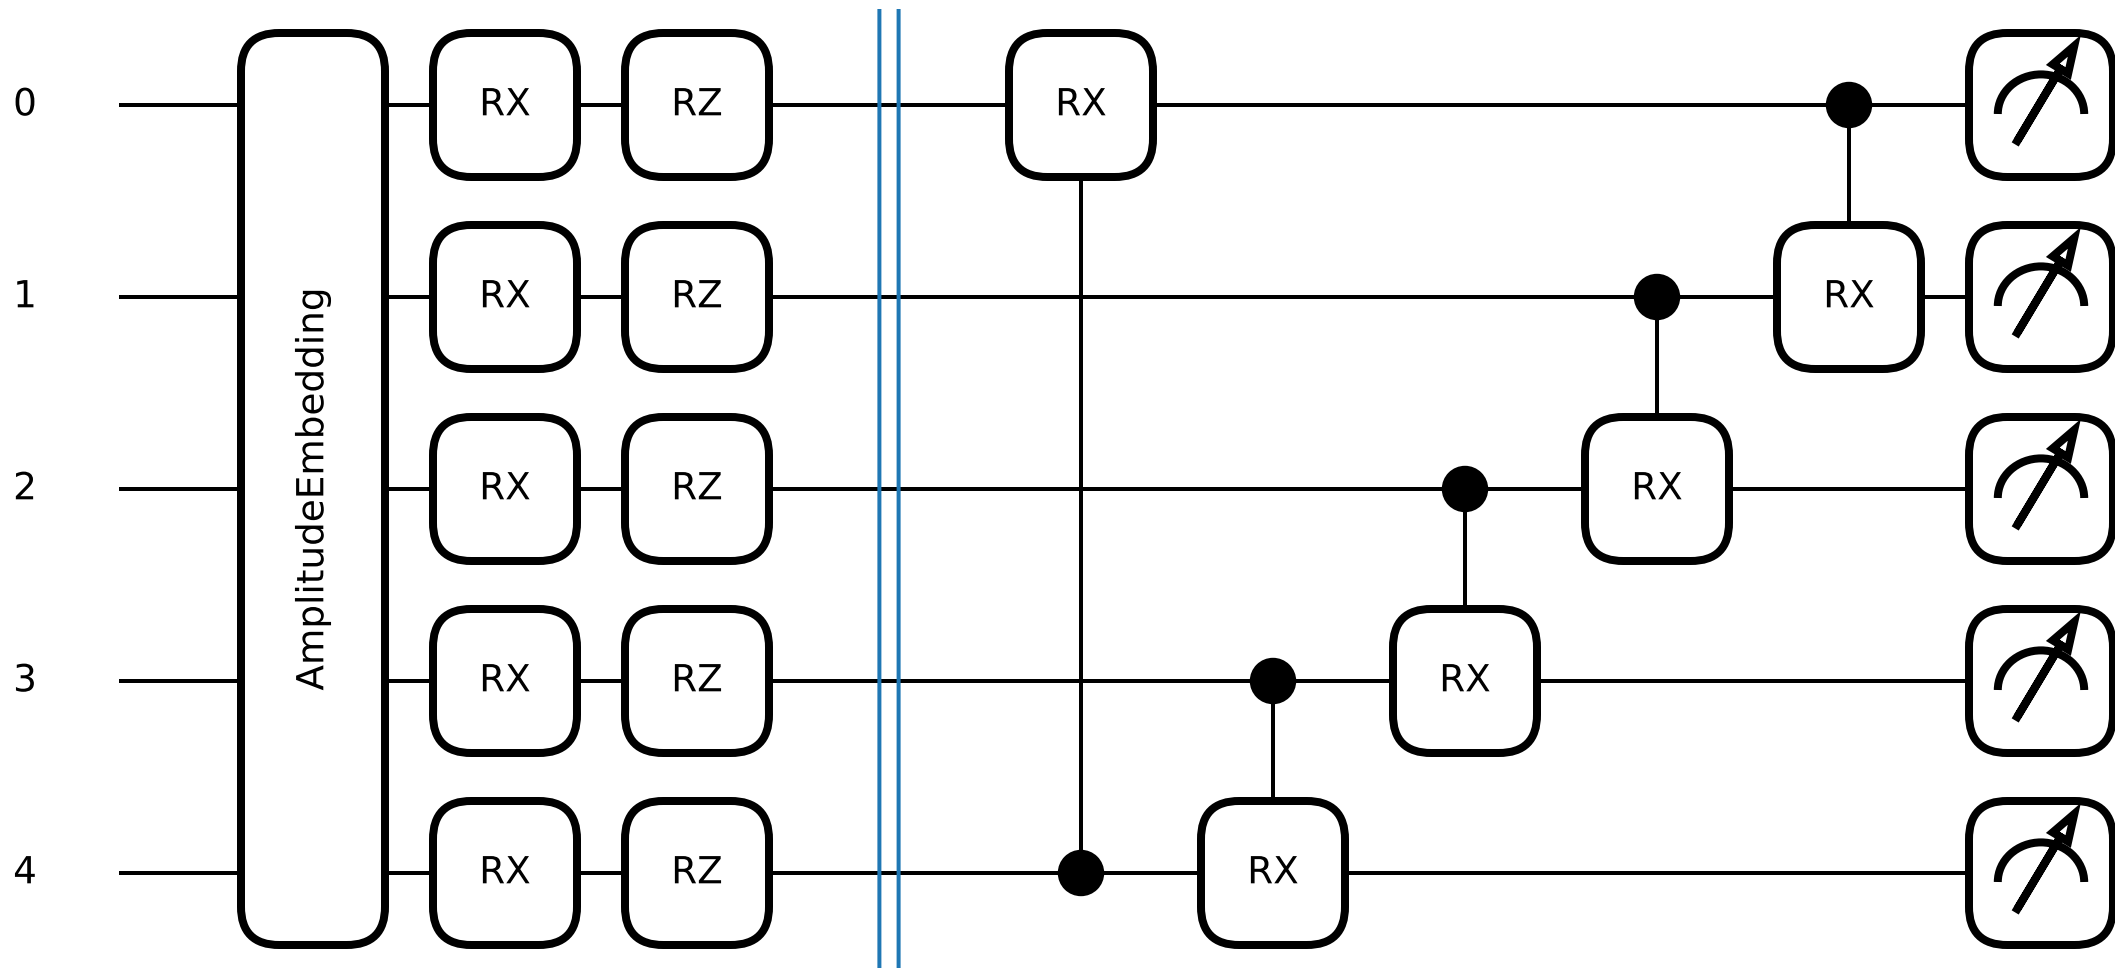 0 RX RZ RX
1 RX RZ RX
AmplitudeEmbedding
2 RX RZ RX
3 RX RZ RX
4 RX RZ RX